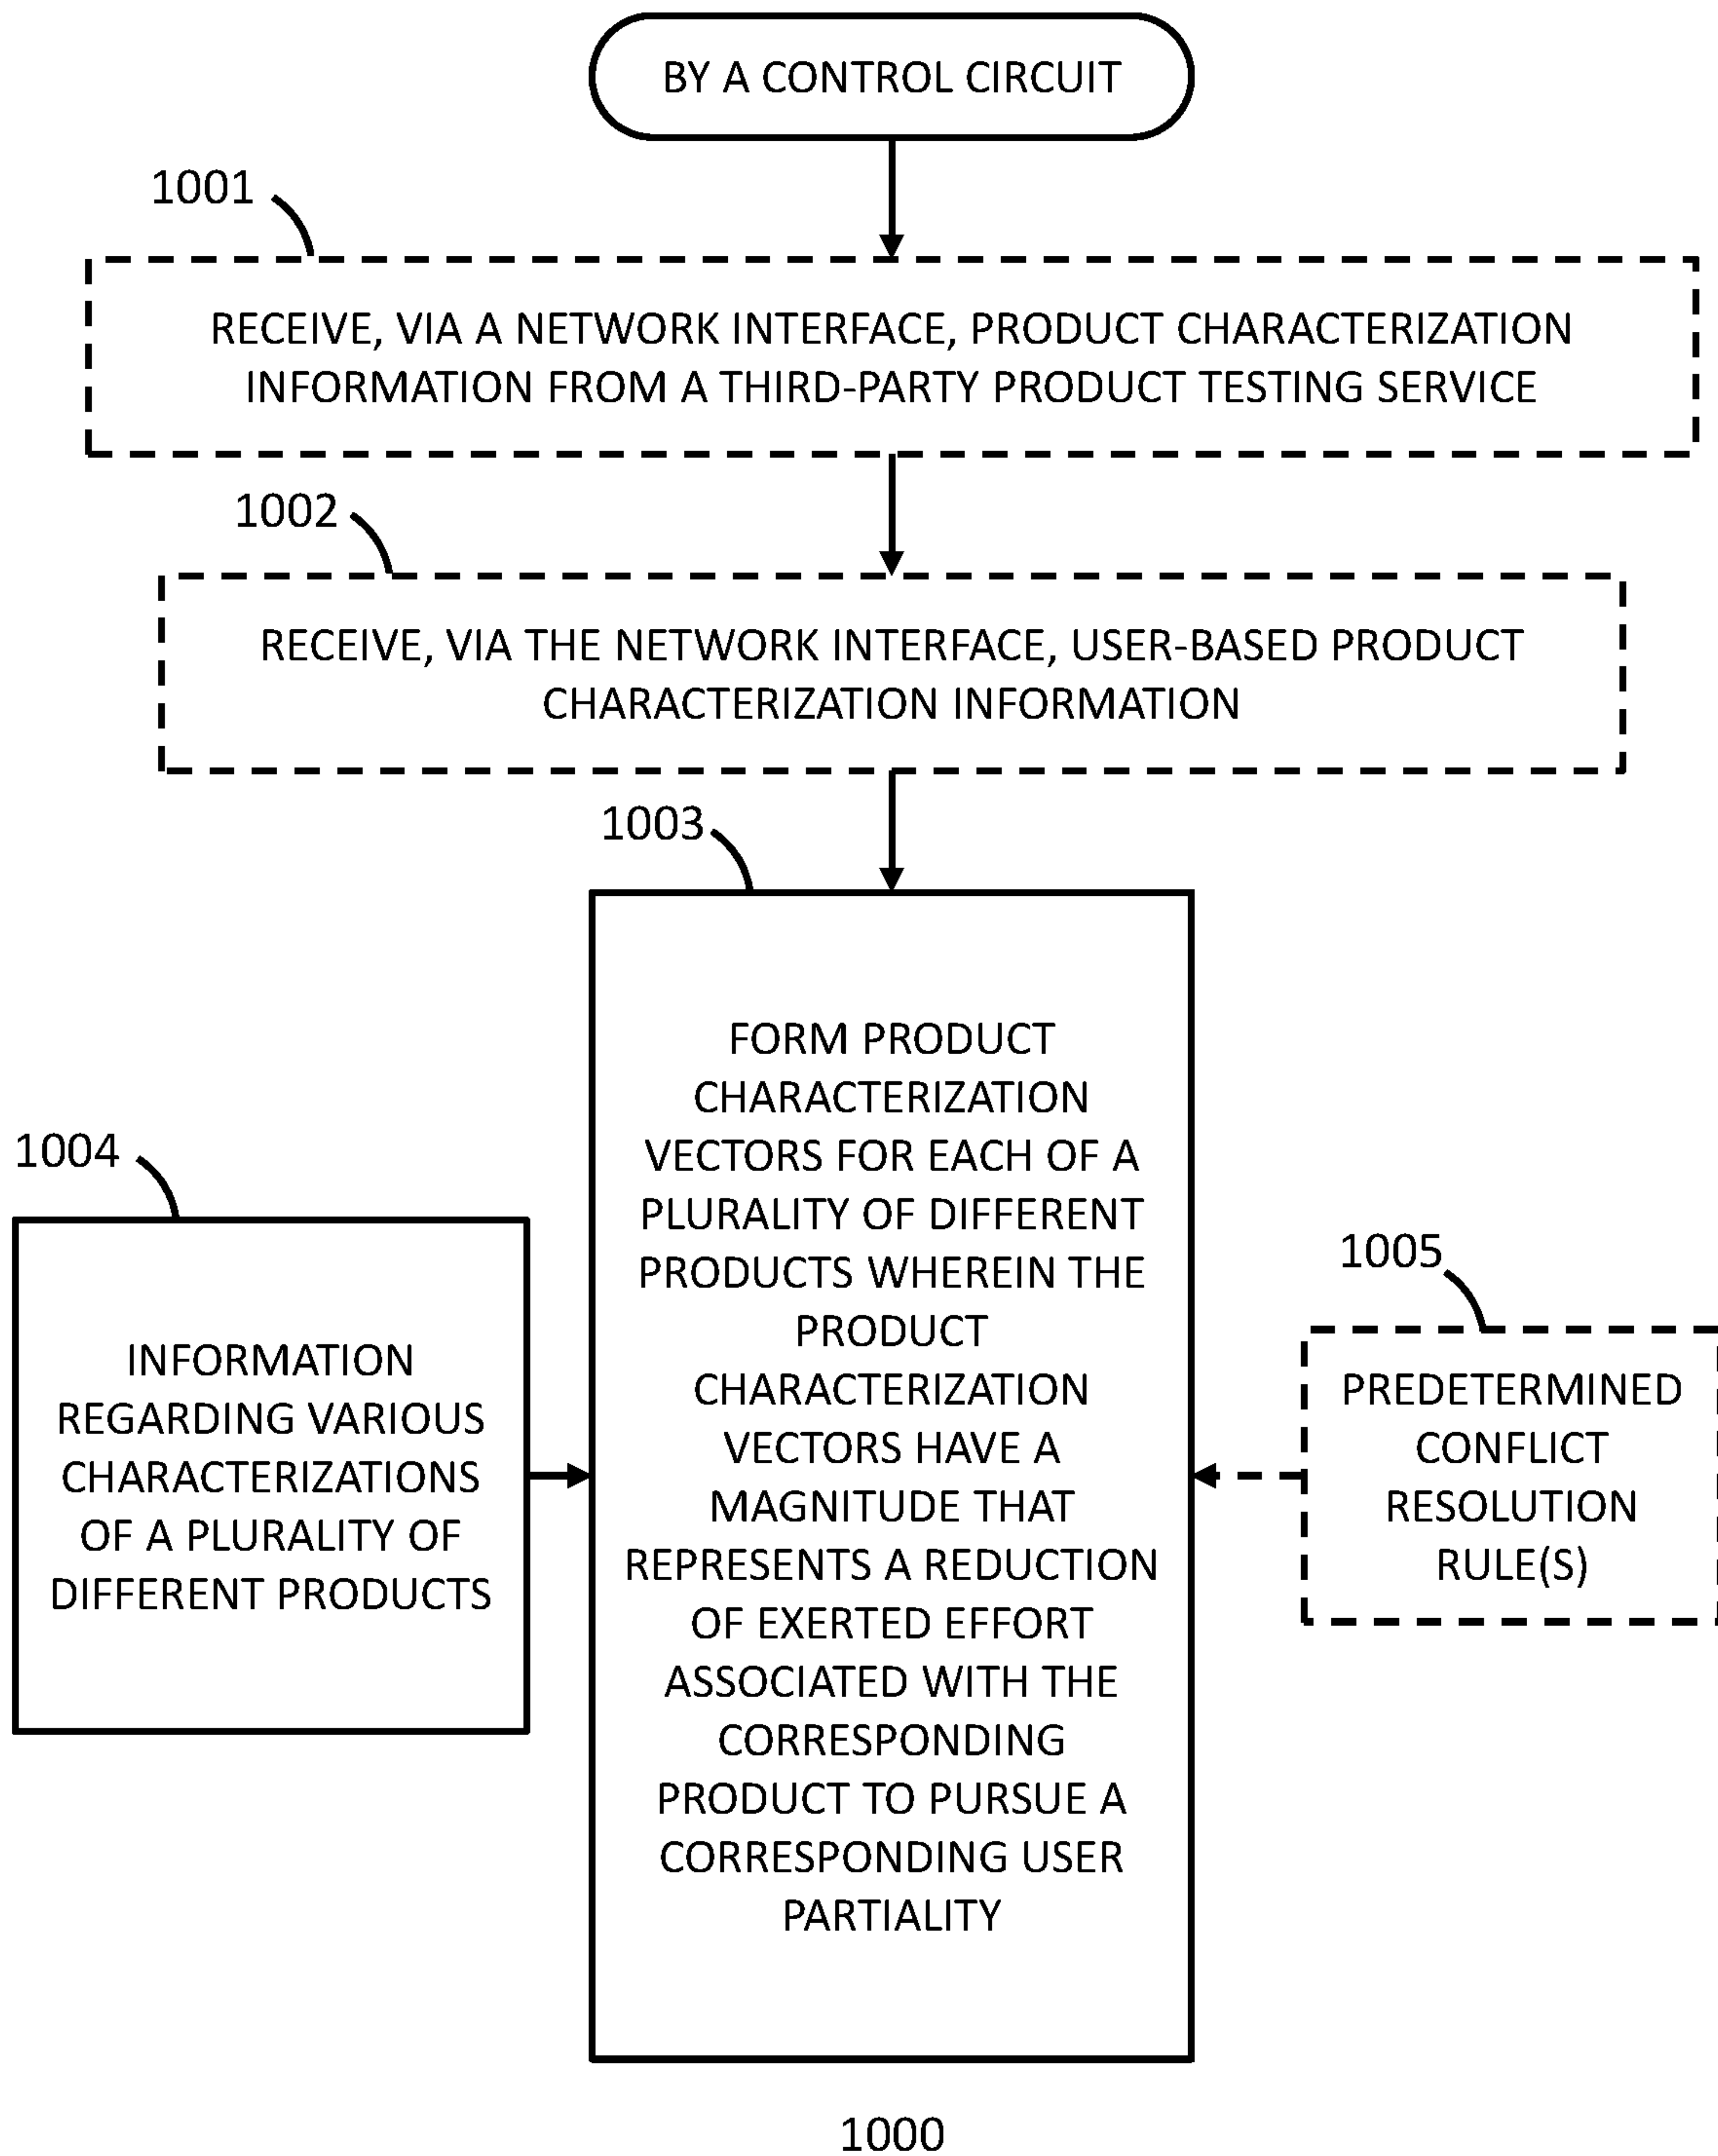 BY A CONTROL CIRCUIT
1001
RECEIVE, VIA A NETWORK INTERFACE, PRODUCT CHARACTERIZATION
INFORMATION FROM A THIRD-PARTY PRODUCT TESTING SERVICE
1002
RECEIVE, VIA THE NETWORK INTERFACE, USER-BASED PRODUCT
CHARACTERIZATION INFORMATION
1003
FORM PRODUCT
CHARACTERIZATION
VECTORS FOR EACH OF A
PLURALITY OF DIFFERENT
PRODUCTS WHEREIN THE
PRODUCT
CHARACTERIZATION
VECTORS HAVE A
MAGNITUDE THAT
REPRESENTS A REDUCTION
OF EXERTED EFFORT
ASSOCIATED WITH THE
CORRESPONDING
PRODUCT TO PURSUE A
CORRESPONDING USER
PARTIALITY
1004
INFORMATION
REGARDING VARIOUS
CHARACTERIZATIONS
OF A PLURALITY OF
DIFFERENT PRODUCTS
1005
PREDETERMINED
CONFLICT
RESOLUTION
RULE(S)
1000